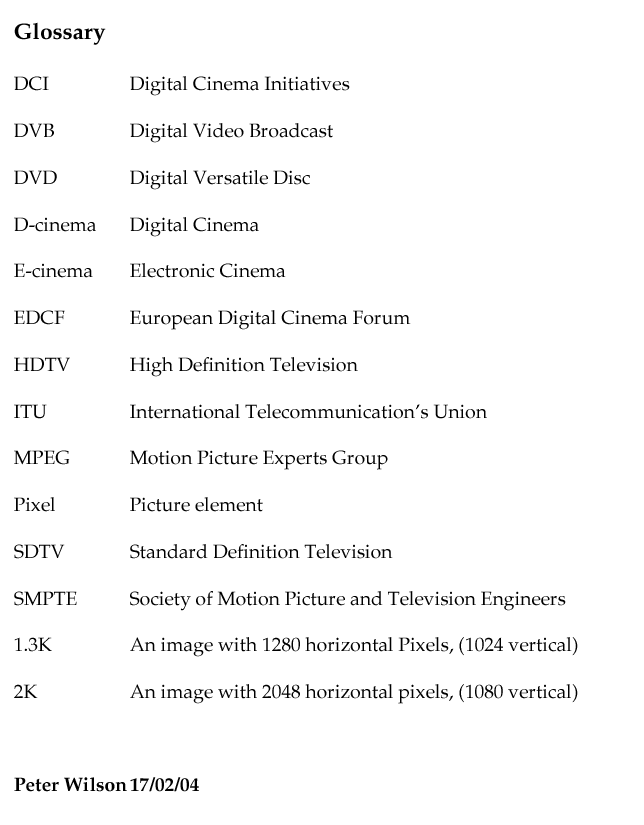 Glossary
DCI Digital Cinema Initiatives
DVB Digital Video Broadcast
DVD Digital Versatile Disc
D-cinema Digital Cinema
E-cinema Electronic Cinema
EDCF European Digital Cinema Forum
HDTV High Definition Television
ITU International Telecommunication’s Union
MPEG Motion Picture Experts Group
Pixel Picture element
SDTV Standard Definition Television
SMPTE Society of Motion Picture and Television Engineers
1.3K An image with 1280 horizontal Pixels, (1024 vertical)
2K An image with 2048 horizontal pixels, (1080 vertical)
Peter Wilson 17/02/04